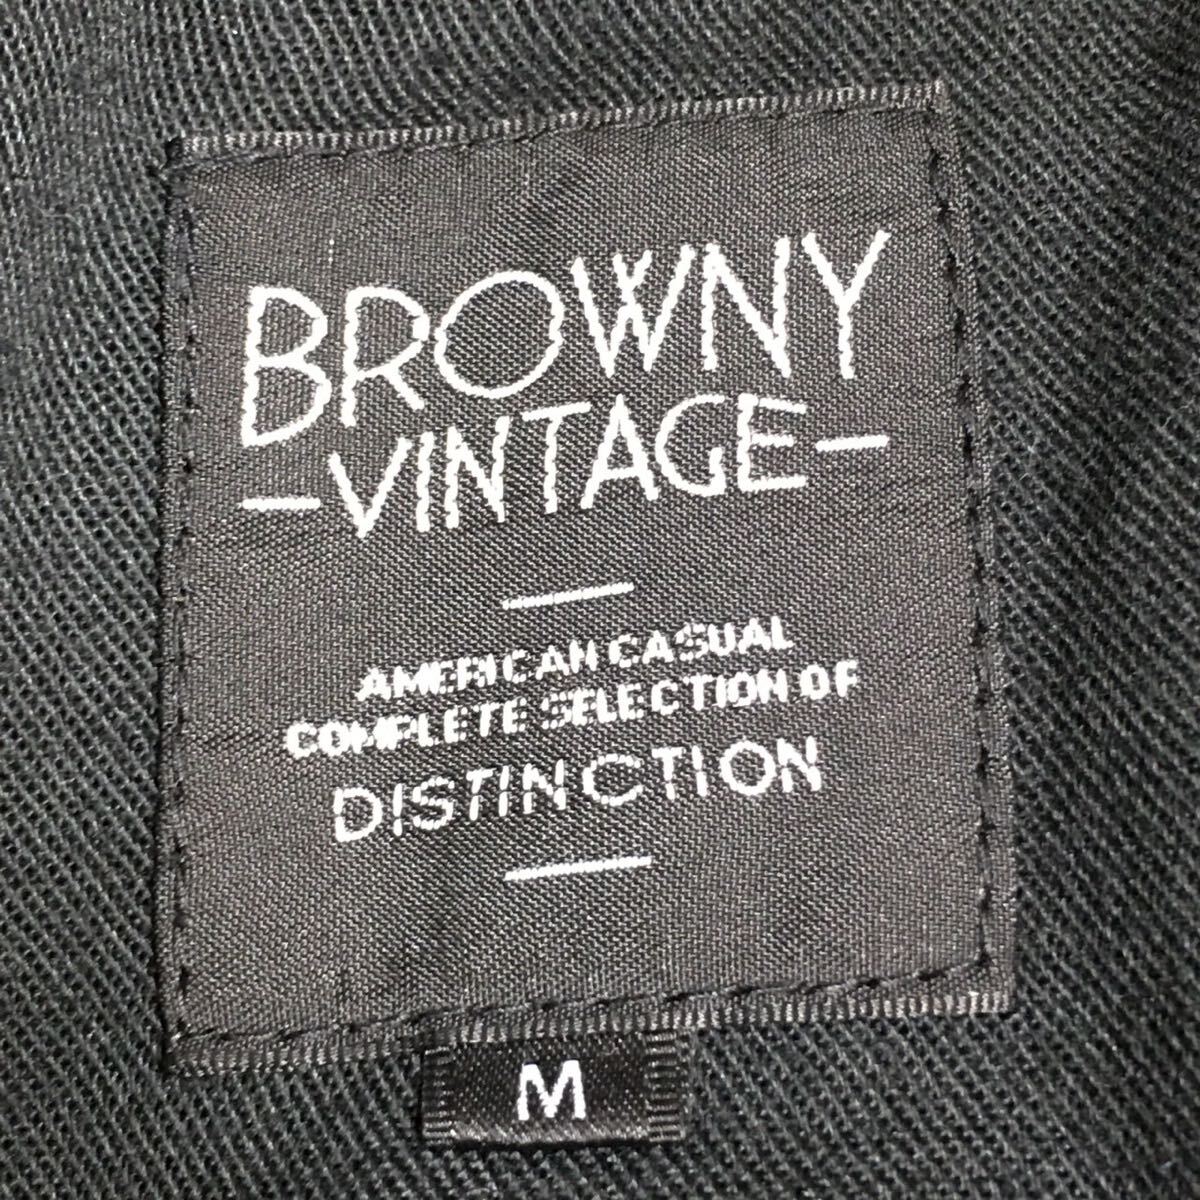 BROWNY
-VINTAGE-
AMERICAN CASUAL
COMPLETE SELECTION OF
DISTINCTION
M